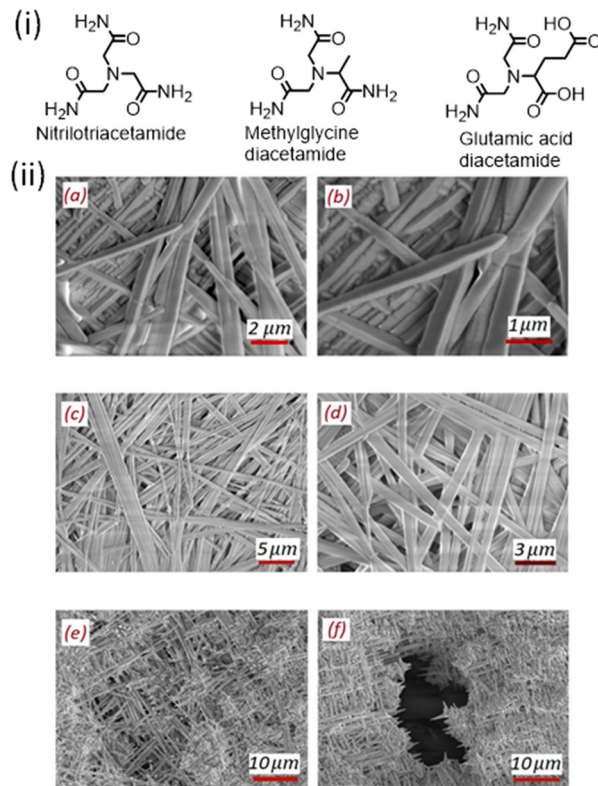 (i)
H₂N
O
N
O
H₂N
NH₂
O
Nitrilotriacetamide
H₂N
O
N
O
H₂N
NH₂
O
Methylglycine
diacetamide
HO
O
H₂N
O
N
O
H₂N
OH
O
Glutamic acid
diacetamide
(ii)
(a)
2 μm
(b)
1μm
(c)
5μm
(d)
3μm
(e)
10μm
(f)
10μm